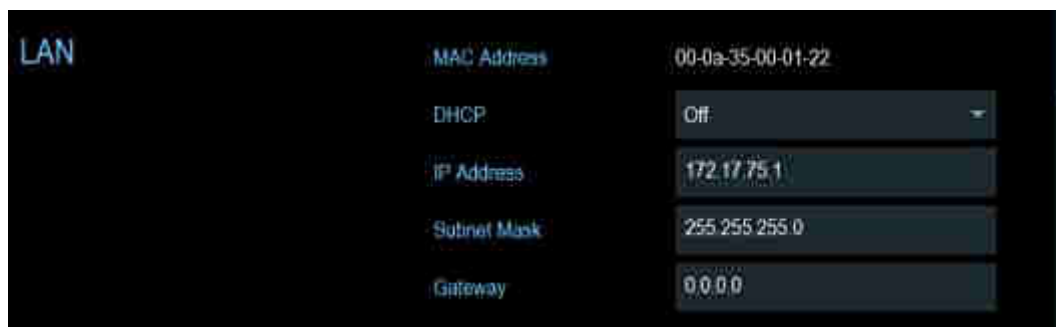 LAN
MAC Address 00-0a-35-00-01-22
DHCP Off
IP Address 172.17.75.1
Subnet Mask 255.255.255.0
Gateway 0.0.0.0